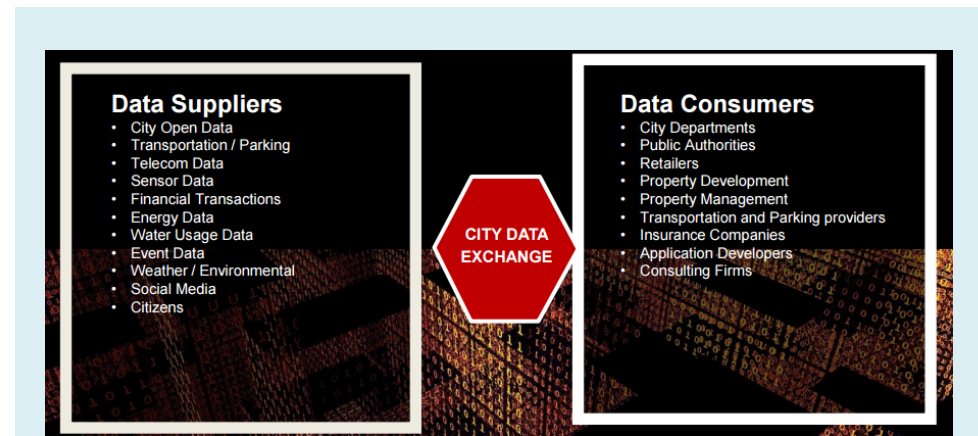 Data Suppliers
• City Open Data
• Transportation / Parking
• Telecom Data
• Sensor Data
• Financial Transactions
• Energy Data
• Water Usage Data
• Event Data
• Weather / Environmental
• Social Media
• Citizens
CITY DATA
EXCHANGE
Data Consumers
• City Departments
• Public Authorities
• Retailers
• Property Development
• Property Management
• Transportation and Parking providers
• Insurance Companies
• Application Developers
• Consulting Firms